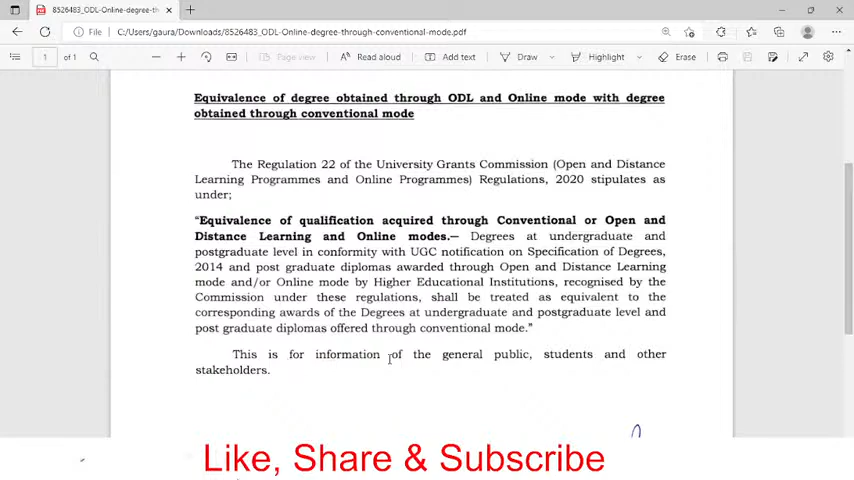 8526483_ODL-Online-degree-thr
File
C:/Users/gaura/Downloads/8526483_ODL-Online-degree-through-conventional-mode.pdf
1 of 1
Page view
Read aloud
Add text
Draw
Highlight
Erase
Equivalence of degree obtained through ODL and Online mode with degree
obtained through conventional mode
The Regulation 22 of the University Grants Commission (Open and Distance
Learning Programmes and Online Programmes) Regulations, 2020 stipulates as
under;
“Equivalence of qualification acquired through Conventional or Open and
Distance Learning and Online modes.— Degrees at undergraduate and
postgraduate level in conformity with UGC notification on Specification of Degrees,
2014 and post graduate diplomas awarded through Open and Distance Learning
mode and/or Online mode by Higher Educational Institutions, recognised by the
Commission under these regulations, shall be treated as equivalent to the
corresponding awards of the Degrees at undergraduate and postgraduate level and
post graduate diplomas offered through conventional mode.”
This is for information of the general public, students and other
stakeholders.
Like, Share & Subscribe